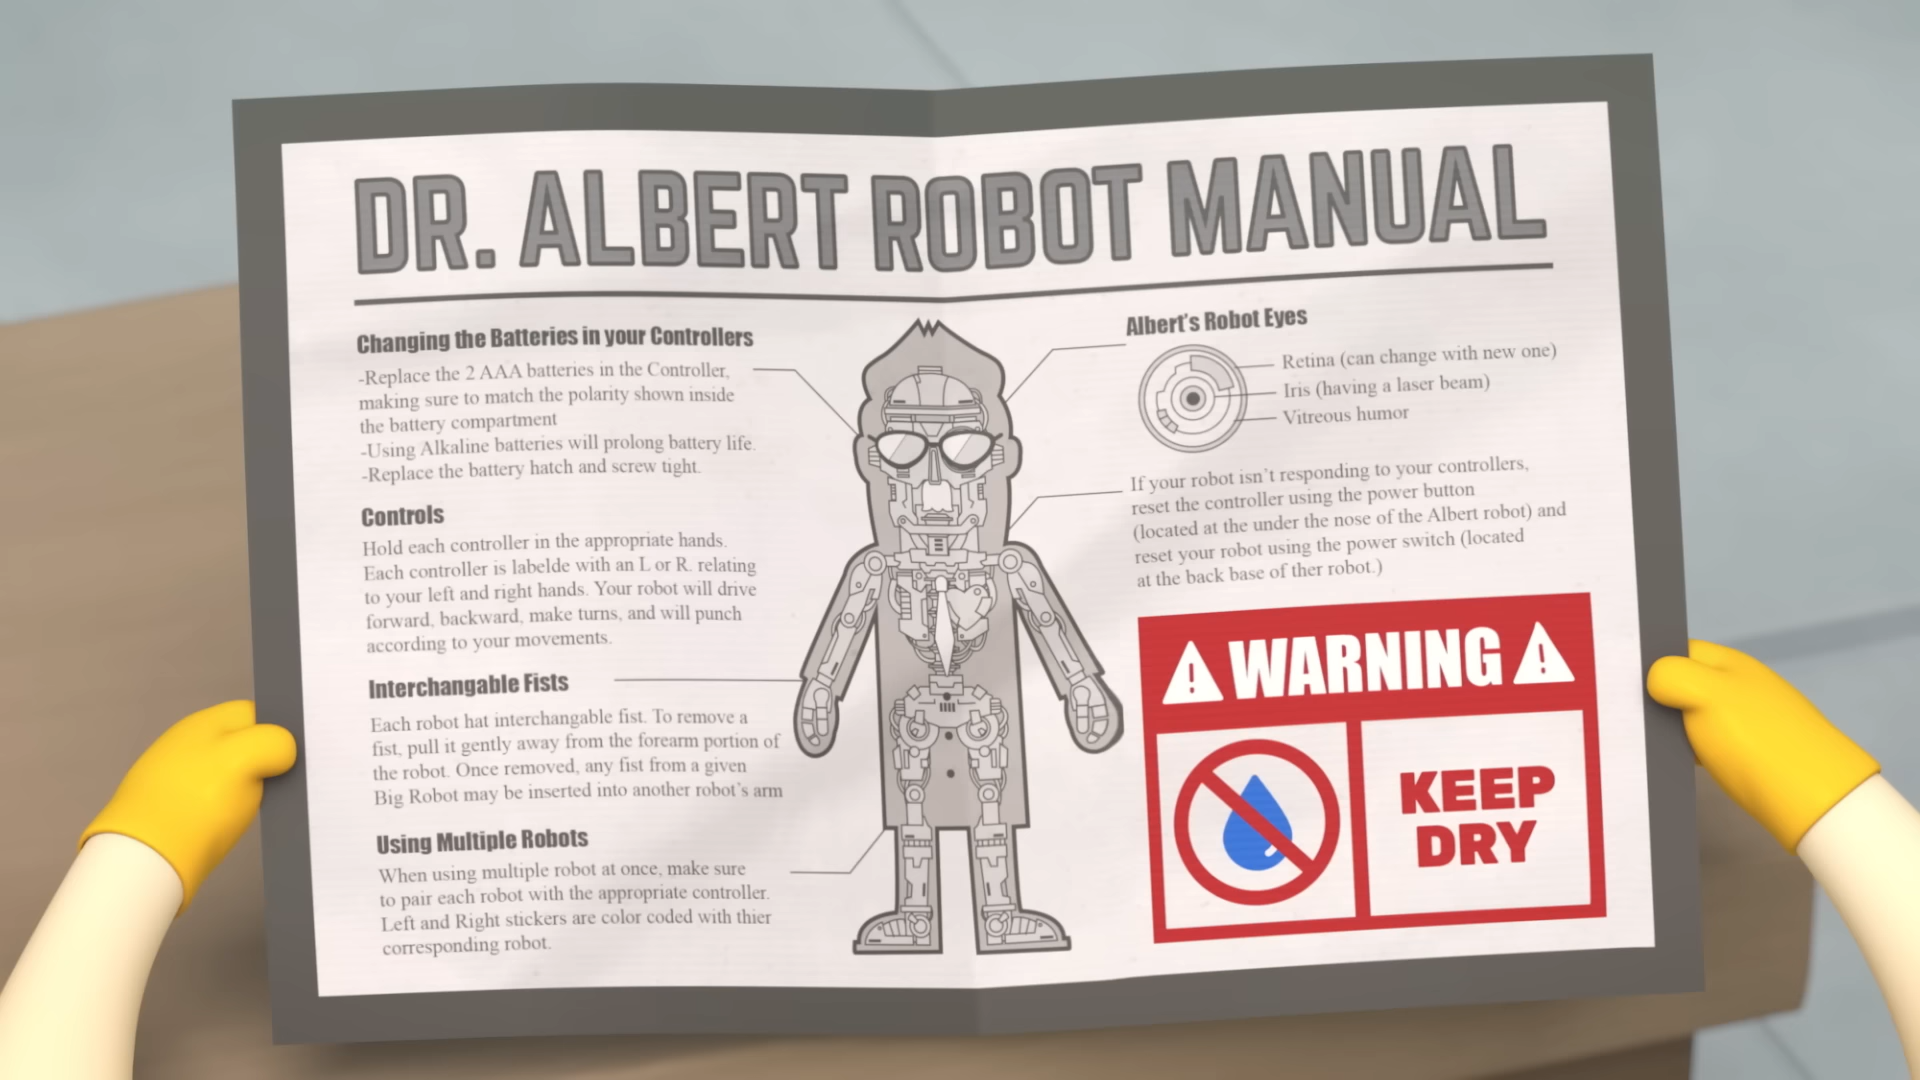 DR. ALBERT ROBOT MANUAL
Changing the Batteries in your Controllers
-Replace the 2 AAA batteries in the Controller,
making sure to match the polarity shown inside
the battery compartment
-Using Alkaline batteries will prolong battery life.
-Replace the battery hatch and screw tight.
Controls
Hold each controller in the appropriate hands.
Each controller is labelde with an L or R. relating
to your left and right hands. Your robot will drive
forward, backward, make turns, and will punch
according to your movements.
Interchangable Fists
Each robot hat interchangable fist. To remove a
fist, pull it gently away from the forearm portion of
the robot. Once removed, any fist from a given
Big Robot may be inserted into another robot's arm
Using Multiple Robots
When using multiple robot at once, make sure
to pair each robot with the appropriate controller.
Left and Right stickers are color coded with thier
corresponding robot.
Albert's Robot Eyes
Retina (can change with new one)
Iris (having a laser beam)
Vitreous humor
If your robot isn't responding to your controllers,
reset the controller using the power button
(located at the under the nose of the Albert robot) and
reset your robot using the power switch (located
at the back base of ther robot.)
WARNING
KEEP
DRY